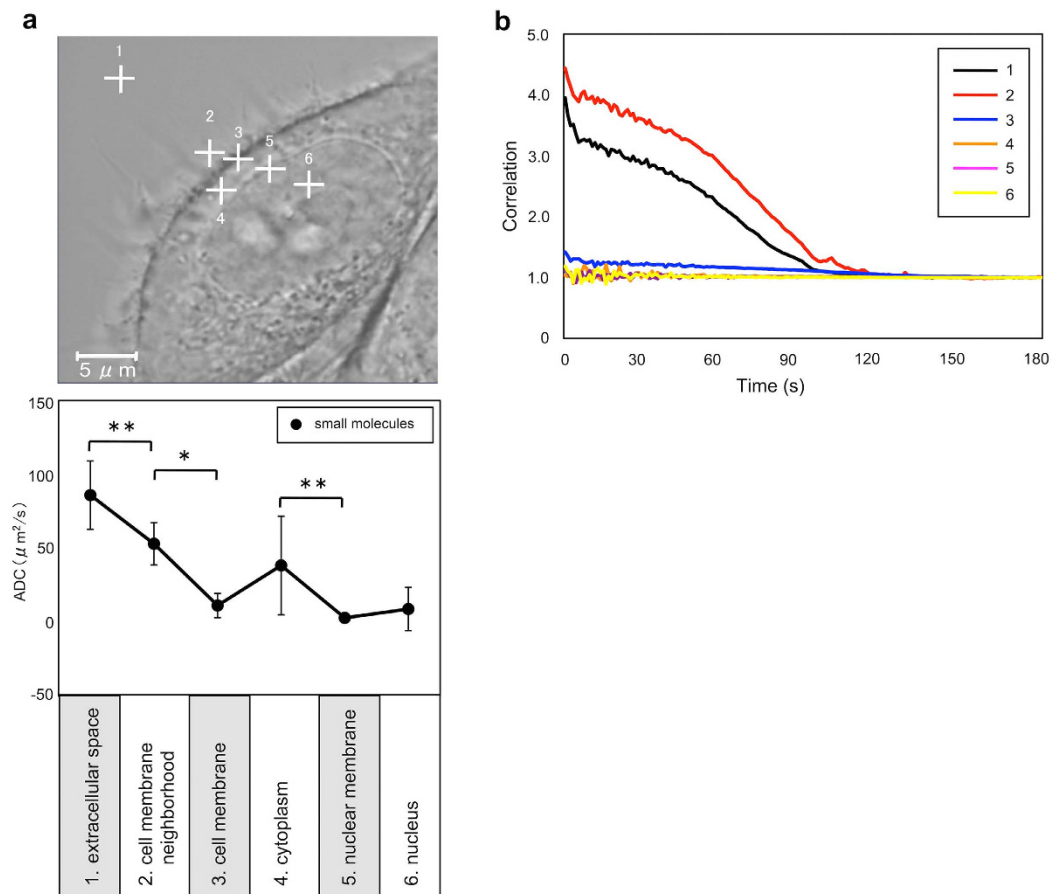 a
1
2
3
5
6
4
5 μ m
150
100
50
0
-50
ADC (μ m²/s)
small molecules
**
*
**
1. extracellular space
2. cell membrane
neighborhood
3. cell membrane
4. cytoplasm
5. nuclear membrane
6. nucleus
b
5.0
4.0
3.0
2.0
1.0
0
Correlation
1
2
3
4
5
6
0 30 60 90 120 150 180
Time (s)